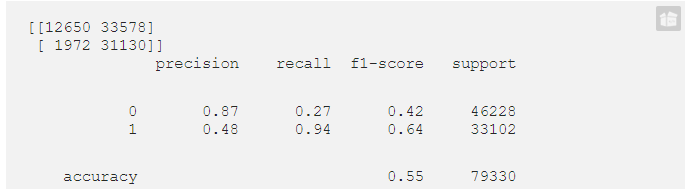 [[12650 33578]
[ 1972 31130]]
precision recall f1-score support
0 0.87 0.27 0.42 46228
1 0.48 0.94 0.64 33102
accuracy 0.55 79330